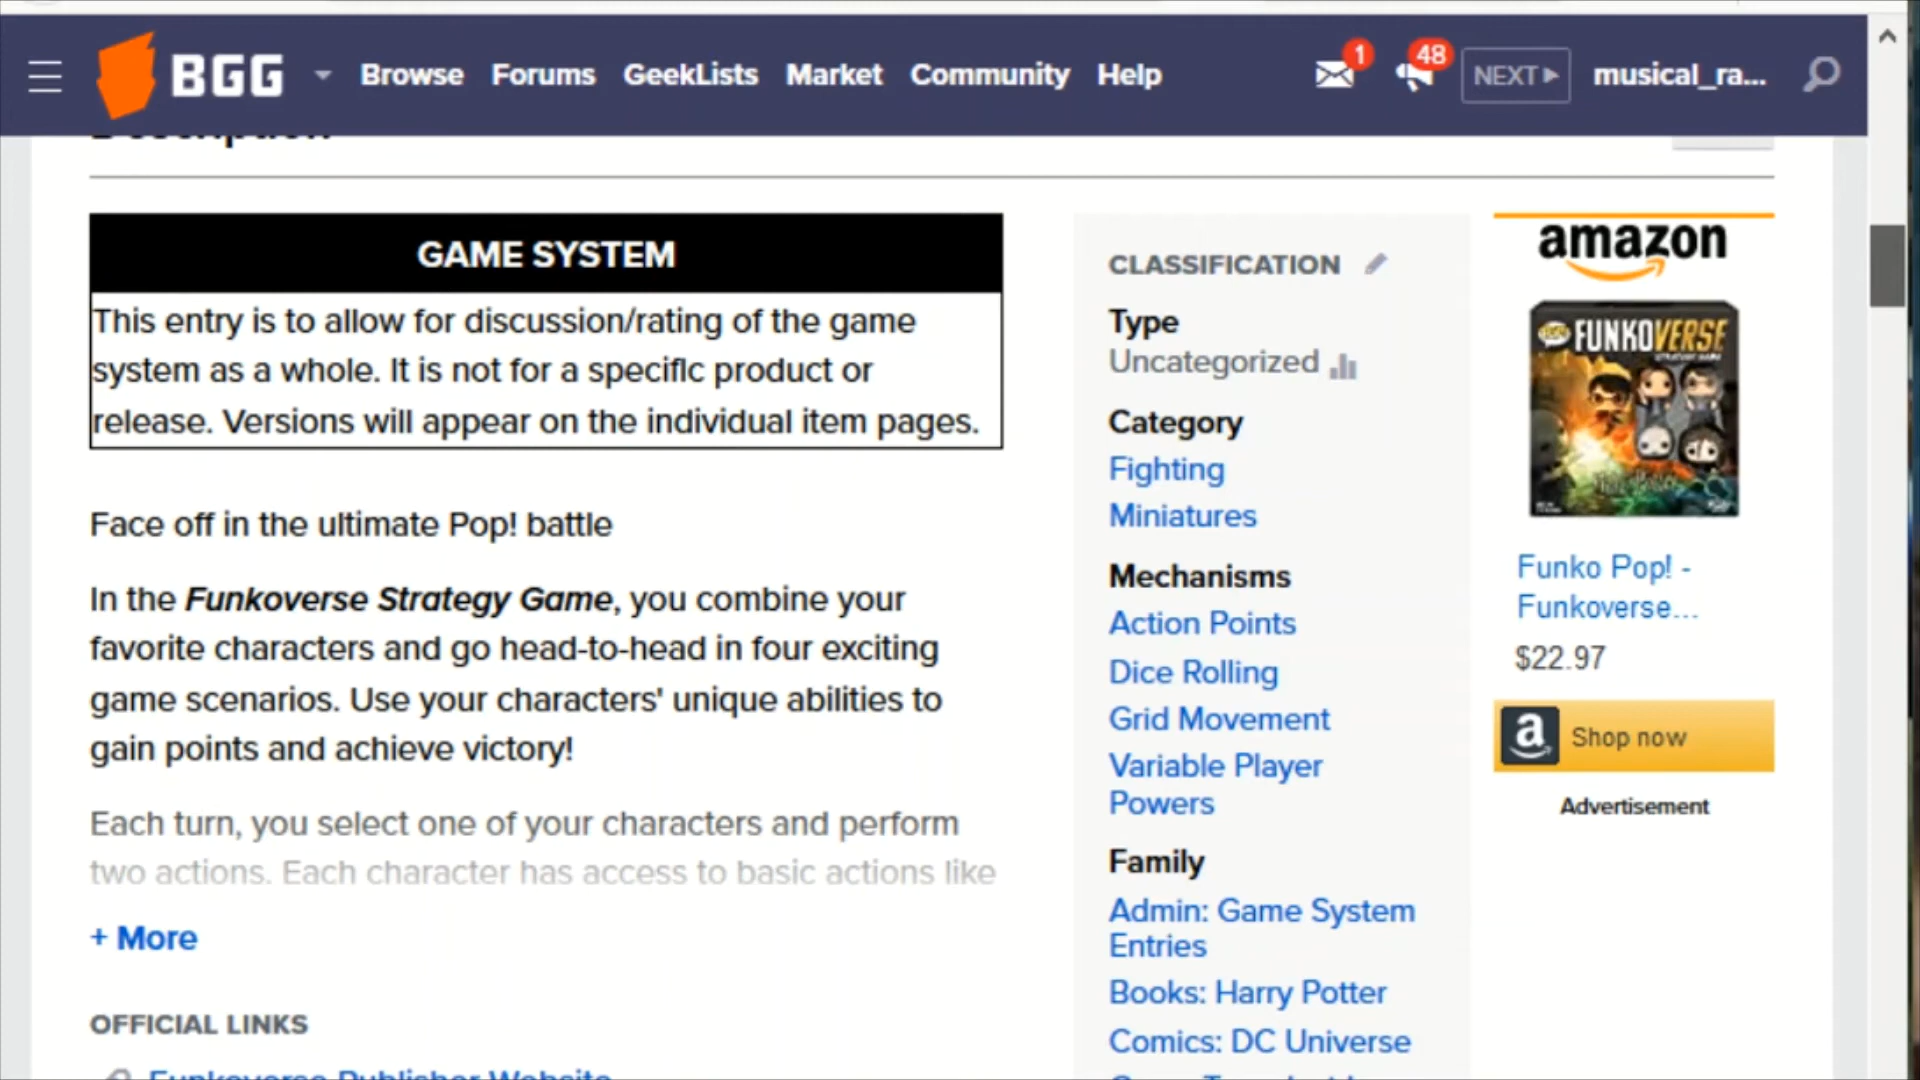 BGG Browse Forums GeekLists Market Community Help 1 48 NEXT musical_ra...
Description
GAME SYSTEM
This entry is to allow for discussion/rating of the game
system as a whole. It is not for a specific product or
release. Versions will appear on the individual item pages.
Face off in the ultimate Pop! battle
In the Funkoverse Strategy Game, you combine your
favorite characters and go head-to-head in four exciting
game scenarios. Use your characters' unique abilities to
gain points and achieve victory!
Each turn, you select one of your characters and perform
two actions. Each character has access to basic actions like
+ More
OFFICIAL LINKS
Funkoverse Publisher Website
CLASSIFICATION
Type
Uncategorized
Category
Fighting
Miniatures
Mechanisms
Action Points
Dice Rolling
Grid Movement
Variable Player
Powers
Family
Admin: Game System
Entries
Books: Harry Potter
Comics: DC Universe
amazon
FUNKOVERSE
STRATEGY GAME
Funko Pop! -
Funkoverse...
$22.97
a Shop now
Advertisement